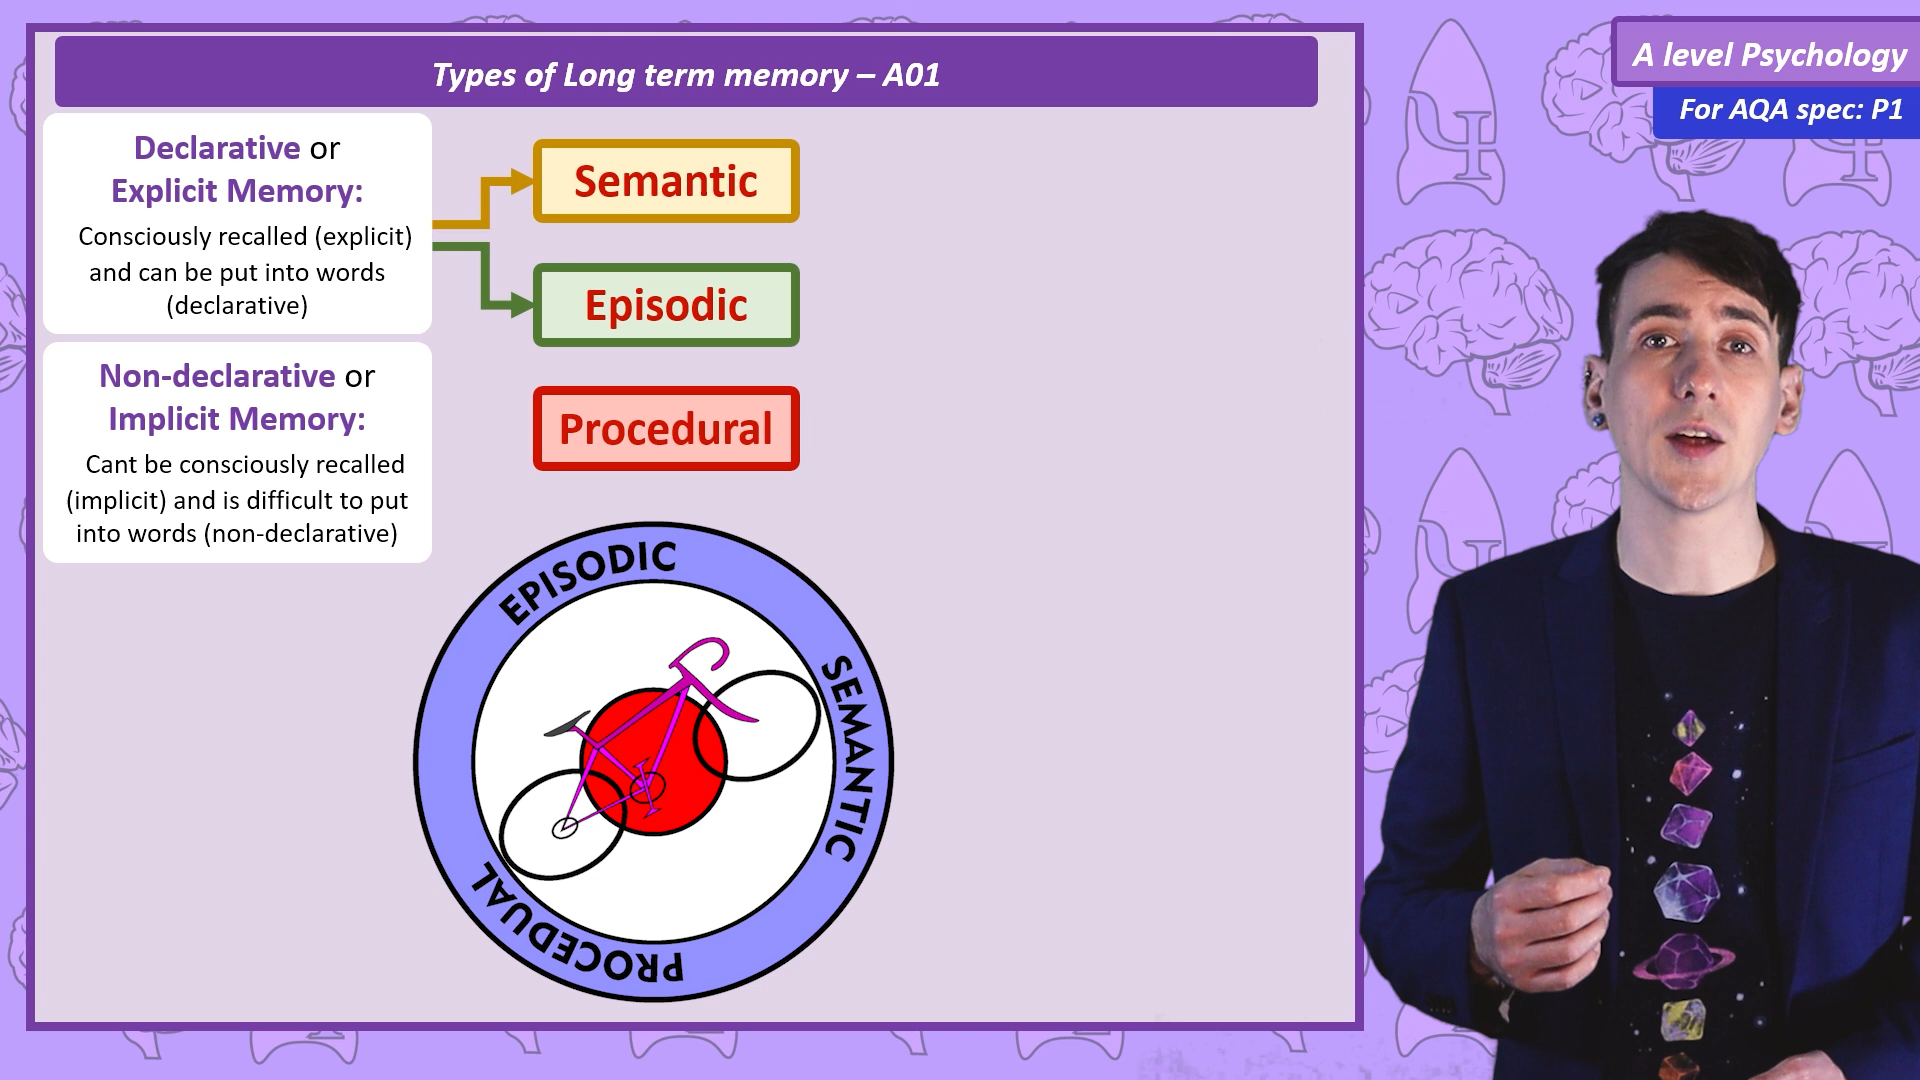 Types of Long term memory – A01
A level Psychology
For AQA spec: P1
Declarative or
Explicit Memory:
Consciously recalled (explicit)
and can be put into words
(declarative)
Semantic
Episodic
Non-declarative or
Implicit Memory:
Cant be consciously recalled
(implicit) and is difficult to put
into words (non-declarative)
Procedural
EPISODIC
SEMANTIC
PROCEDUAL